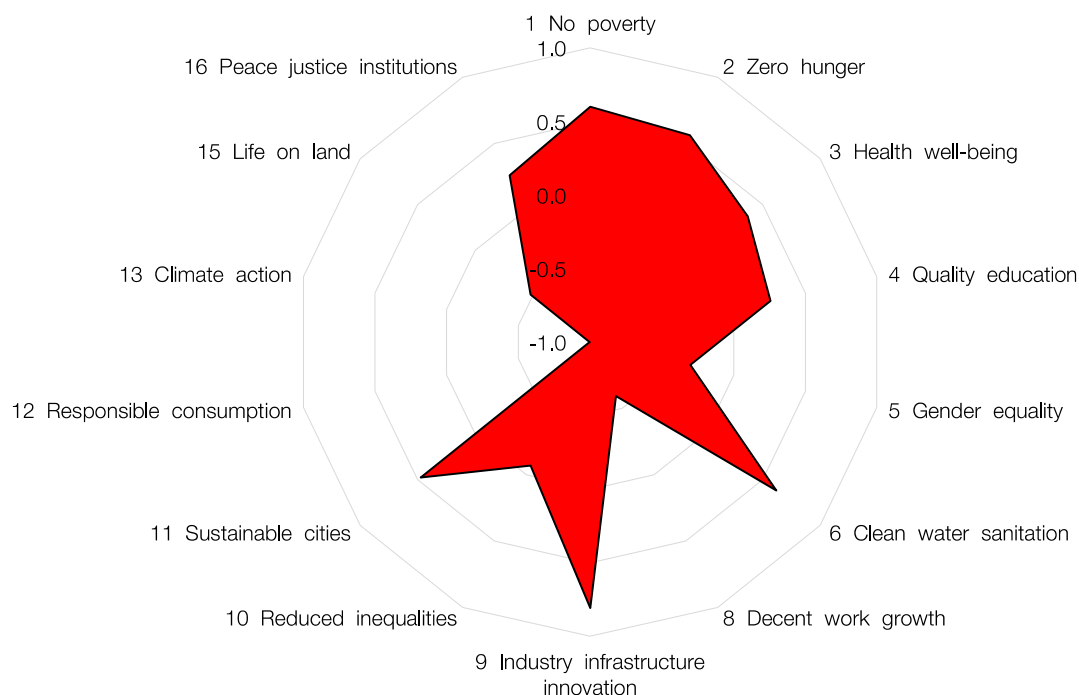 1 No poverty
2 Zero hunger
3 Health well-being
4 Quality education
5 Gender equality
6 Clean water sanitation
8 Decent work growth
9 Industry infrastructure
innovation
10 Reduced inequalities
11 Sustainable cities
12 Responsible consumption
13 Climate action
15 Life on land
16 Peace justice institutions
1.0
0.5
0.0
-0.5
-1.0